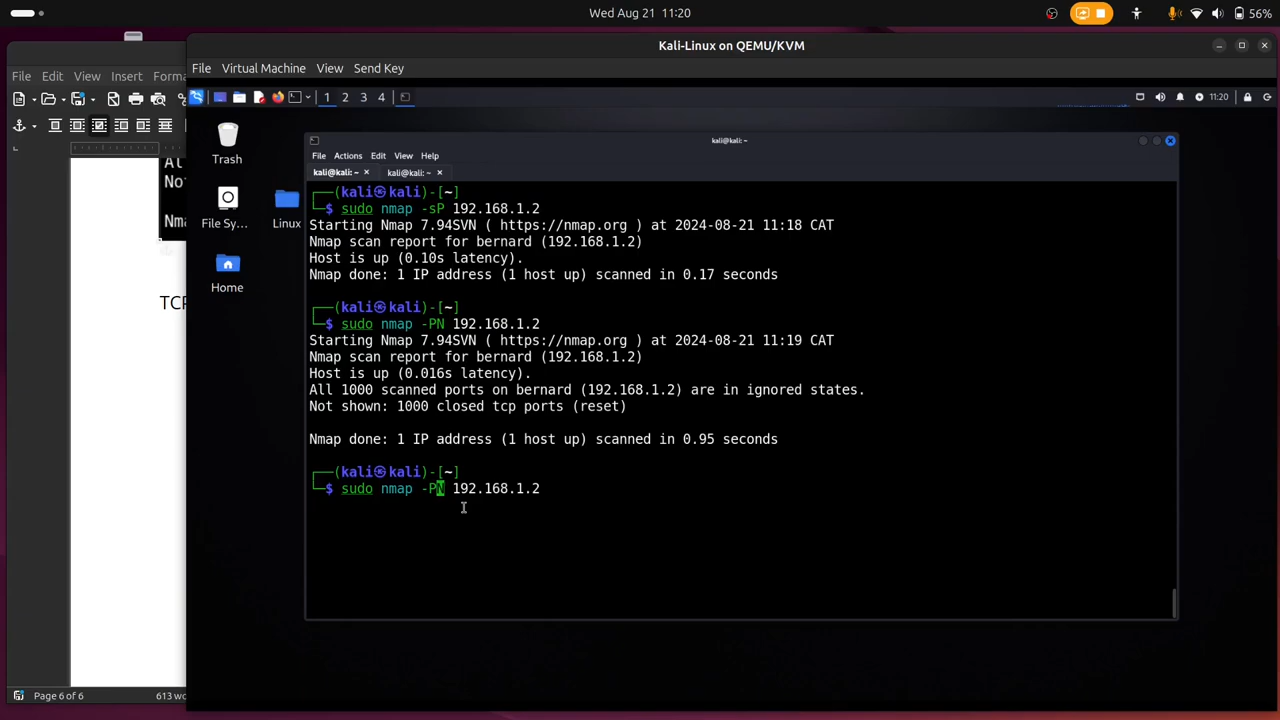 Wed Aug 21 11:20
56%
Kali-Linux on QEMU/KVM
File Edit View Insert Forma
File Virtual Machine View Send Key
1 2 3 4
11:20
Trash
File Sy...
Linux
Home
Al
No
Nm
TCP
kali@kali: ~
File Actions Edit View Help
kali@kali: ~ × kali@kali: ~ ×
┌──(kali㉿kali)-[~]
└─$ sudo nmap -sP 192.168.1.2
Starting Nmap 7.94SVN ( https://nmap.org ) at 2024-08-21 11:18 CAT
Nmap scan report for bernard (192.168.1.2)
Host is up (0.10s latency).
Nmap done: 1 IP address (1 host up) scanned in 0.17 seconds
┌──(kali㉿kali)-[~]
└─$ sudo nmap -PN 192.168.1.2
Starting Nmap 7.94SVN ( https://nmap.org ) at 2024-08-21 11:19 CAT
Nmap scan report for bernard (192.168.1.2)
Host is up (0.016s latency).
All 1000 scanned ports on bernard (192.168.1.2) are in ignored states.
Not shown: 1000 closed tcp ports (reset)
Nmap done: 1 IP address (1 host up) scanned in 0.95 seconds
┌──(kali㉿kali)-[~]
└─$ sudo nmap -PN 192.168.1.2
Page 6 of 6 613 wo